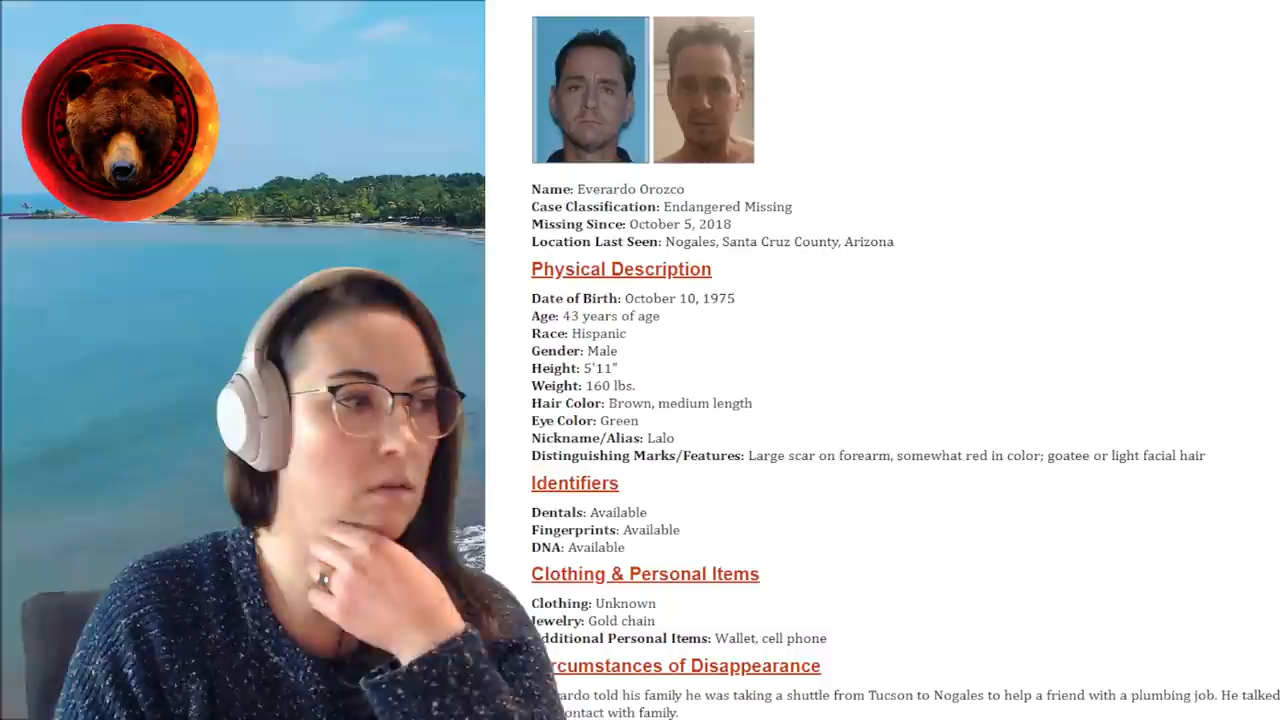 Name: Everardo Orozco
Case Classification: Endangered Missing
Missing Since: October 5, 2018
Location Last Seen: Nogales, Santa Cruz County, Arizona
Physical Description
Date of Birth: October 10, 1975
Age: 43 years of age
Race: Hispanic
Gender: Male
Height: 5'11"
Weight: 160 lbs.
Hair Color: Brown, medium length
Eye Color: Green
Nickname/Alias: Lalo
Distinguishing Marks/Features: Large scar on forearm, somewhat red in color; goatee or light facial hair
Identifiers
Dentals: Available
Fingerprints: Available
DNA: Available
Clothing & Personal Items
Clothing: Unknown
Jewelry: Gold chain
dditional Personal Items: Wallet, cell phone
rcumstances of Disappearance
ardo told his family he was taking a shuttle from Tucson to Nogales to help a friend with a plumbing job. He talked
ontact with family.